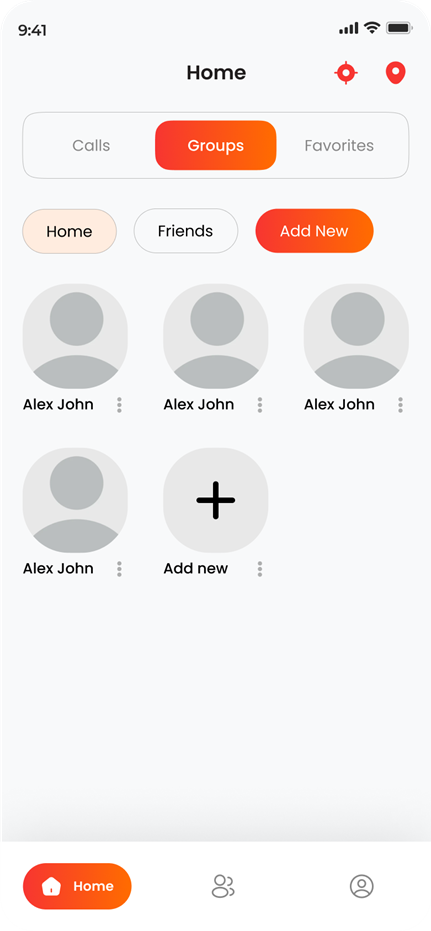 9:41
Home
Calls Groups Favorites
Home Friends Add New
Alex John Alex John Alex John
Alex John Add new
Home